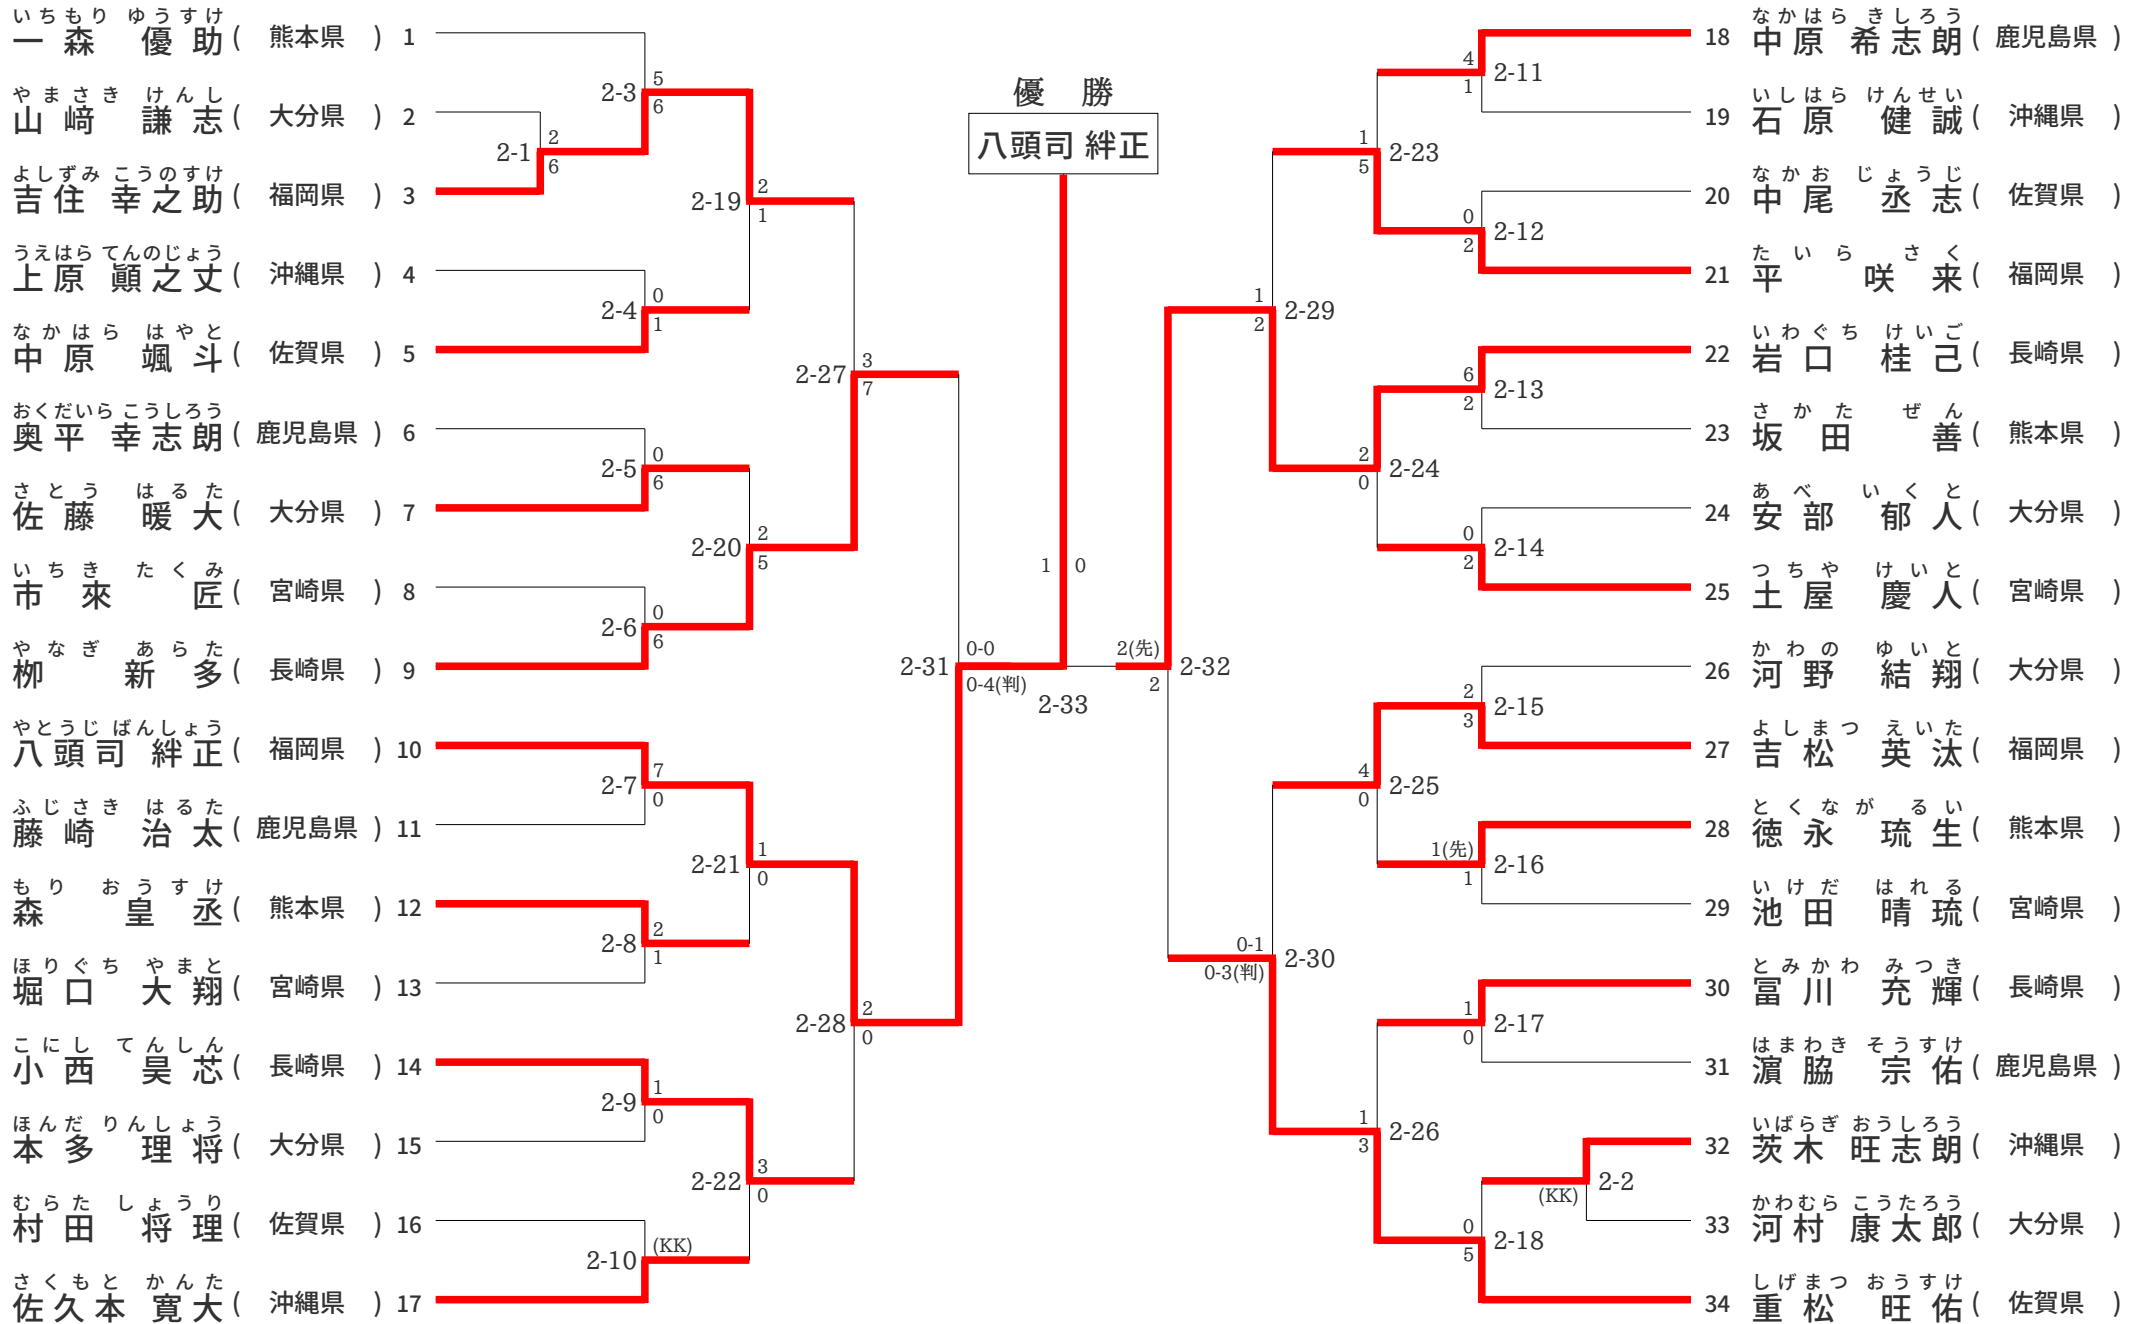 いちもり ゆうすけ
一森 優助 ( 熊本県 ) 1
やまさき けんし
山﨑 謙志 ( 大分県 ) 2
よしずみ こうのすけ
吉住 幸之助 ( 福岡県 ) 3
うえはら てんのじょう
上原 顚之丈 ( 沖縄県 ) 4
なかはら はやと
中原 颯斗 ( 佐賀県 ) 5
おくだいら こうしろう
奥平 幸志朗 ( 鹿児島県 ) 6
さとう はるた
佐藤 暖大 ( 大分県 ) 7
いちき たくみ
市來 匠 ( 宮崎県 ) 8
やなぎ あらた
栁 新多 ( 長崎県 ) 9
やとうじ ばんしょう
八頭司 絆正 ( 福岡県 ) 10
ふじさき はるた
藤崎 治太 ( 鹿児島県 ) 11
もり おうすけ
森 皇丞 ( 熊本県 ) 12
ほりぐち やまと
堀口 大翔 ( 宮崎県 ) 13
こにし てんしん
小西 昊芯 ( 長崎県 ) 14
ほんだ りんしょう
本多 理将 ( 大分県 ) 15
むらた しょうり
村田 将理 ( 佐賀県 ) 16
さくもと かんた
佐久本 寛大 ( 沖縄県 ) 17
2-1
2
6
2-3
5
6
2-4
0
1
2-5
0
6
2-6
0
6
2-7
7
0
2-8
2
1
2-9
1
0
2-10
(KK)
2-19
2
1
2-20
2
5
2-21
1
0
2-22
3
0
2-27
3
7
2-28
2
0
2-31
0-0
0-4(判)
優 勝
八頭司 絆正
1 0
2-33
2(先)
2
2-32
1
2
2-29
0-1
0-3(判)
2-30
1
5
2-23
2
0
2-24
4
0
2-25
1
3
2-26
4
1
2-11
0
2
2-12
6
2
2-13
0
2
2-14
2
3
2-15
1(先)
1
2-16
1
0
2-17
0
5
2-18
(KK)
2-2
なかはら きしろう
18 中原 希志朗 ( 鹿児島県 )
いしはら けんせい
19 石原 健誠 ( 沖縄県 )
なかお じょうじ
20 中尾 丞志 ( 佐賀県 )
たいら さく
21 平 咲来 ( 福岡県 )
いわぐち けいご
22 岩口 桂己 ( 長崎県 )
さかた ぜん
23 坂田 善 ( 熊本県 )
あべ いくと
24 安部 郁人 ( 大分県 )
つちや けいと
25 土屋 慶人 ( 宮崎県 )
かわの ゆいと
26 河野 結翔 ( 大分県 )
よしまつ えいた
27 吉松 英汰 ( 福岡県 )
とくなが るい
28 徳永 琉生 ( 熊本県 )
いけだ はれる
29 池田 晴琉 ( 宮崎県 )
とみかわ みつき
30 冨川 充輝 ( 長崎県 )
はまわき そうすけ
31 濵脇 宗佑 ( 鹿児島県 )
いばらぎ おうしろう
32 茨木 旺志朗 ( 沖縄県 )
かわむら こうたろう
33 河村 康太郎 ( 大分県 )
しげまつ おうすけ
34 重松 旺佑 ( 佐賀県 )